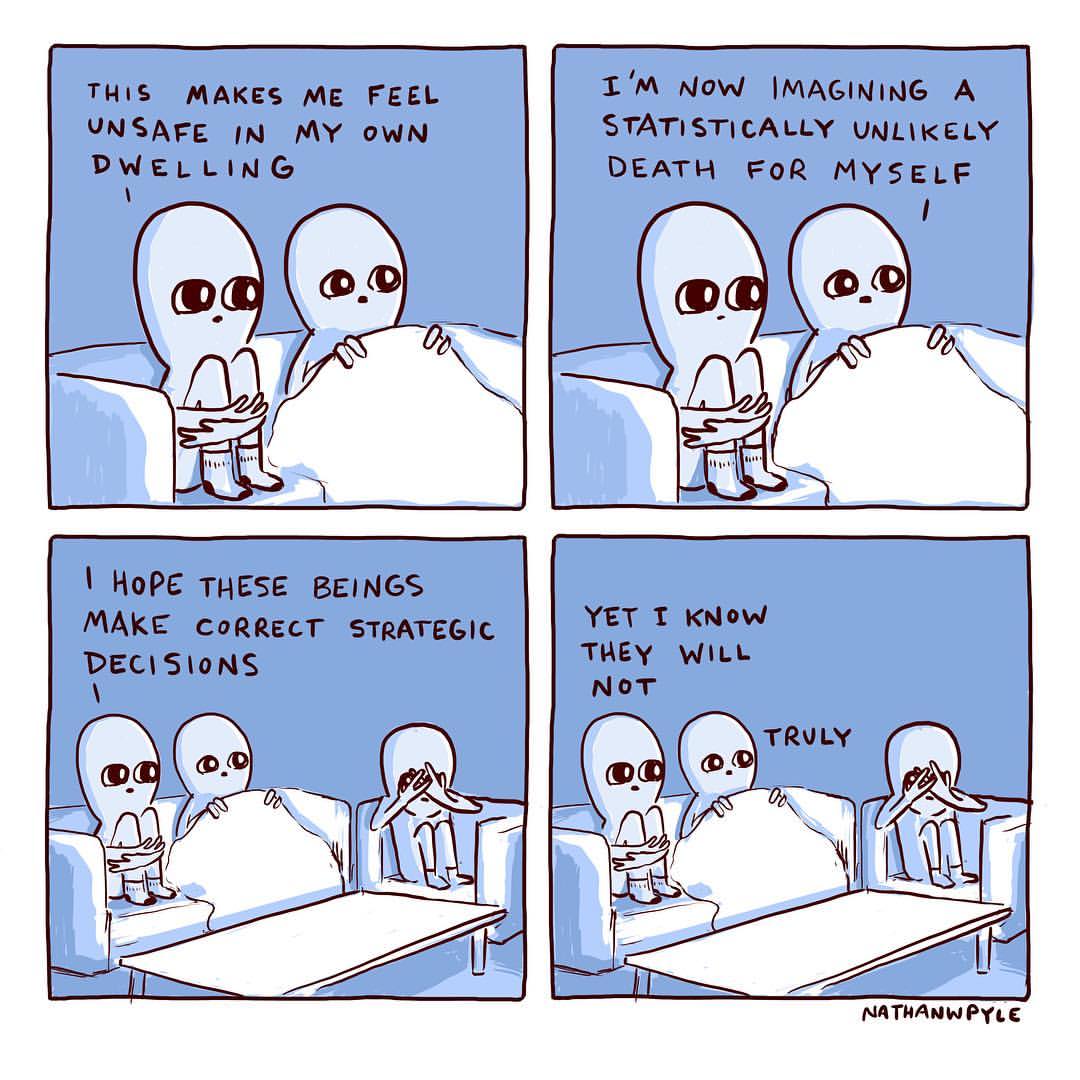 THIS MAKES ME FEEL
UNSAFE IN MY OWN
DWELLING
I'M NOW IMAGINING A
STATISTICALLY UNLIKELY
DEATH FOR MYSELF
I HOPE THESE BEINGS
MAKE CORRECT STRATEGIC
DECISIONS
YET I KNOW
THEY WILL
NOT
TRULY
NATHANWPYLE